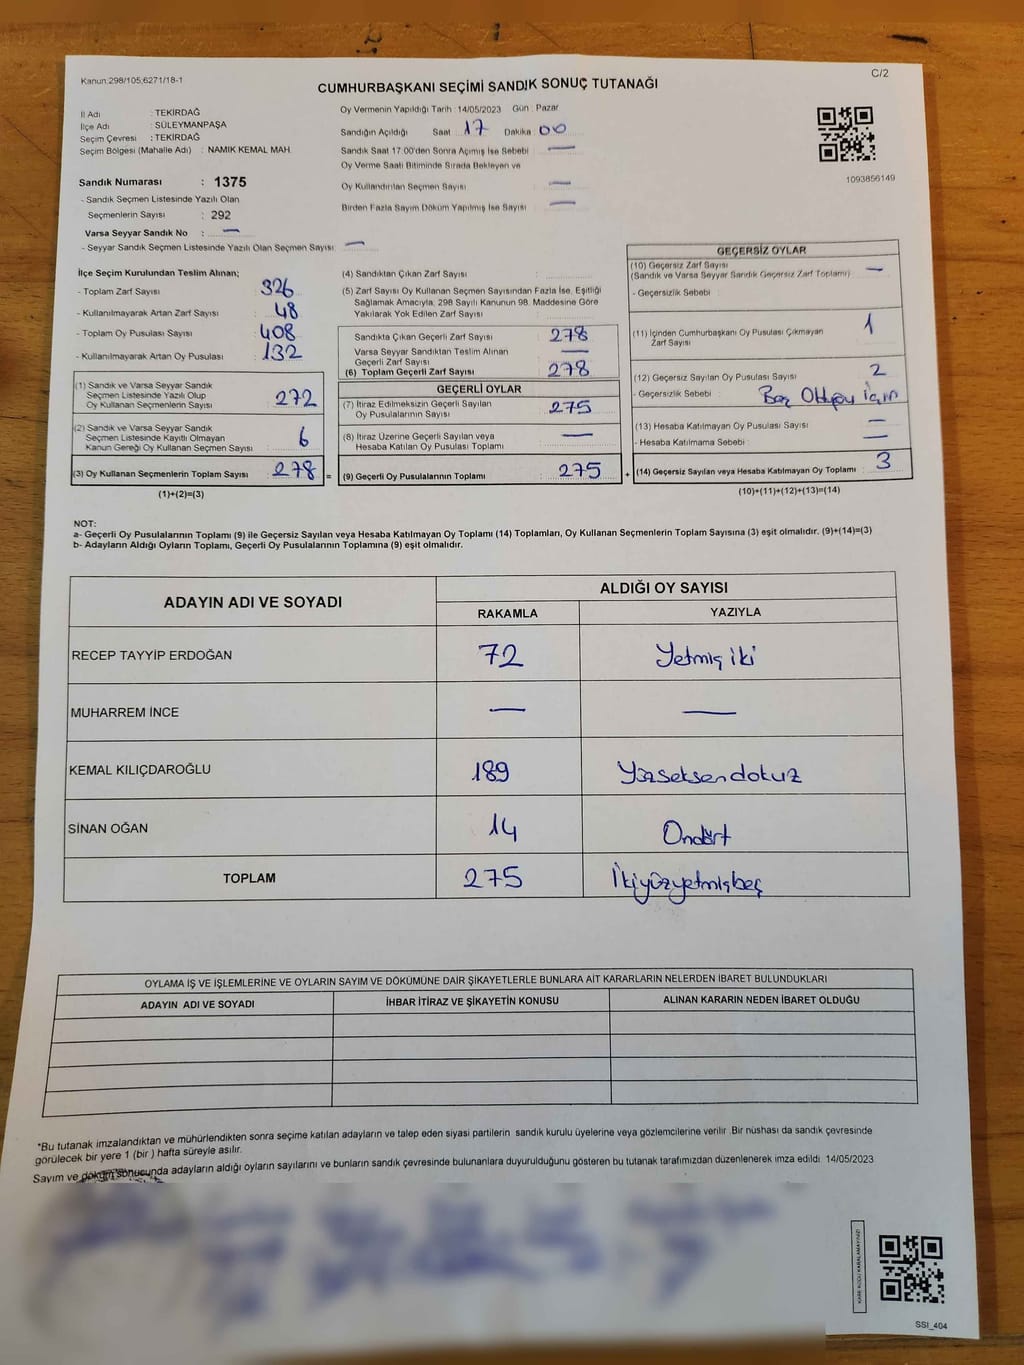 Kanun:298/105;6271/18-1
C/2
CUMHURBAŞKANI SEÇİMİ SANDIK SONUÇ TUTANAĞI
İl Adı : TEKİRDAĞ
İlçe Adı : SÜLEYMANPAŞA
Seçim Çevresi : TEKİRDAĞ
Seçim Bölgesi (Mahalle Adı) : NAMIK KEMAL MAH.
Sandık Numarası : 1375
- Sandık Seçmen Listesinde Yazılı Olan
Seçmenlerin Sayısı : 292
Varsa Seyyar Sandık No : —
- Seyyar Sandık Seçmen Listesinde Yazılı Olan Seçmen Sayısı : —
Oy Vermenin Yapıldığı Tarih : 14/05/2023 Gün : Pazar
Sandığın Açıldığı Saat 17 Dakika 00
Sandık Saat 17:00'den Sonra Açımış İse Sebebi : —
Oy Verme Saati Bitiminde Sırada Bekleyen ve
Oy Kullandırılan Seçmen Sayısı : —
Birden Fazla Sayım Döküm Yapılmış İse Sayısı : —
1093856149
İlçe Seçim Kurulundan Teslim Alınan;
- Toplam Zarf Sayısı : 326
- Kullanılmayarak Artan Zarf Sayısı : 48
- Toplam Oy Pusulası Sayısı : 408
- Kullanılmayarak Artan Oy Pusulası : 132
(1) Sandık ve Varsa Seyyar Sandık
Seçmen Listesinde Yazılı Olup
Oy Kullanan Seçmenlerin Sayısı : 272
(2) Sandık ve Varsa Seyyar Sandık
Seçmen Listesinde Kayıtlı Olmayan
Kanun Gereği Oy Kullanan Seçmen Sayısı : 6
(3) Oy Kullanan Seçmenlerin Toplam Sayısı : 278 =
(1)+(2)=(3)
(4) Sandıktan Çıkan Zarf Sayısı :
(5) Zarf Sayısı Oy Kullanan Seçmen Sayısından Fazla İse, Eşitliği
Sağlamak Amacıyla, 298 Sayılı Kanunun 98. Maddesine Göre
Yakılarak Yok Edilen Zarf Sayısı :
Sandıkta Çıkan Geçerli Zarf Sayısı : 278
Varsa Seyyar Sandıktan Teslim Alınan
Geçerli Zarf Sayısı : —
(6) Toplam Geçerli Zarf Sayısı : 278
GEÇERLİ OYLAR
(7) İtiraz Edilmeksizin Geçerli Sayılan
Oy Pusulalarının Sayısı : 275
(8) İtiraz Üzerine Geçerli Sayılan veya
Hesaba Katılan Oy Pusulası Toplamı : —
(9) Geçerli Oy Pusulalarının Toplamı : 275 +
GEÇERSİZ OYLAR
(10) Geçersiz Zarf Sayısı
(Sandık ve Varsa Seyyar Sandık Geçersiz Zarf Toplamı) : —
- Geçersizlik Sebebi :
(11) İçinden Cumhurbaşkanı Oy Pusulası Çıkmayan
Zarf Sayısı : 1
(12) Geçersiz Sayılan Oy Pusulası Sayısı : 2
- Geçersizlik Sebebi : Boş Olduğu İçin
(13) Hesaba Katılmayan Oy Pusulası Sayısı : —
- Hesaba Katılmama Sebebi : —
(14) Geçersiz Sayılan veya Hesaba Katılmayan Oy Toplamı : 3
(10)+(11)+(12)+(13)=(14)
NOT:
a- Geçerli Oy Pusulalarının Toplamı (9) ile Geçersiz Sayılan veya Hesaba Katılmayan Oy Toplamı (14) Toplamları, Oy Kullanan Seçmenlerin Toplam Sayısına (3) eşit olmalıdır. (9)+(14)=(3)
b- Adayların Aldığı Oyların Toplamı, Geçerli Oy Pusulalarının Toplamına (9) eşit olmalıdır.
ADAYIN ADI VE SOYADI
ALDIĞI OY SAYISI
RAKAMLA YAZIYLA
RECEP TAYYİP ERDOĞAN 72 Yetmiş iki
MUHARREM İNCE — —
KEMAL KILIÇDAROĞLU 189 Yüzseksendokuz
SİNAN OĞAN 14 Ondört
TOPLAM 275 İkiyüzyetmişbeş
OYLAMA İŞ VE İŞLEMLERİNE VE OYLARIN SAYIM VE DÖKÜMÜNE DAİR ŞİKAYETLERLE BUNLARA AİT KARARLARIN NELERDEN İBARET BULUNDUKLARI
ADAYIN ADI VE SOYADI İHBAR İTİRAZ VE ŞİKAYETİN KONUSU ALINAN KARARIN NEDEN İBARET OLDUĞU
*Bu tutanak imzalandıktan ve mühürlendikten sonra seçime katılan adayların ve talep eden siyasi partilerin sandık kurulu üyelerine veya gözlemcilerine verilir. Bir nüshası da sandık çevresinde
görülecek bir yere 1 (bir ) hafta süreyle asılır.
Sayım ve döküm sonucunda adayların aldığı oyların sayılarını ve bunların sandık çevresinde bulunanlara duyurulduğunu gösteren bu tutanak tarafımızdan düzenlenerek imza edildi. 14/05/2023
KARE KODU KARALAMAYINIZ!
SSI_404